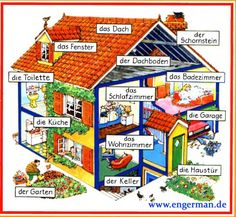 das Dach
der
Schornstein
das Fenster
der Dachboden
die Toilette
das
Schlafzimmer
das Badezimmer
die Küche
die Garage
das
Wohnzimmer
die Haustür
der Garten
der Keller
www.engerman.de